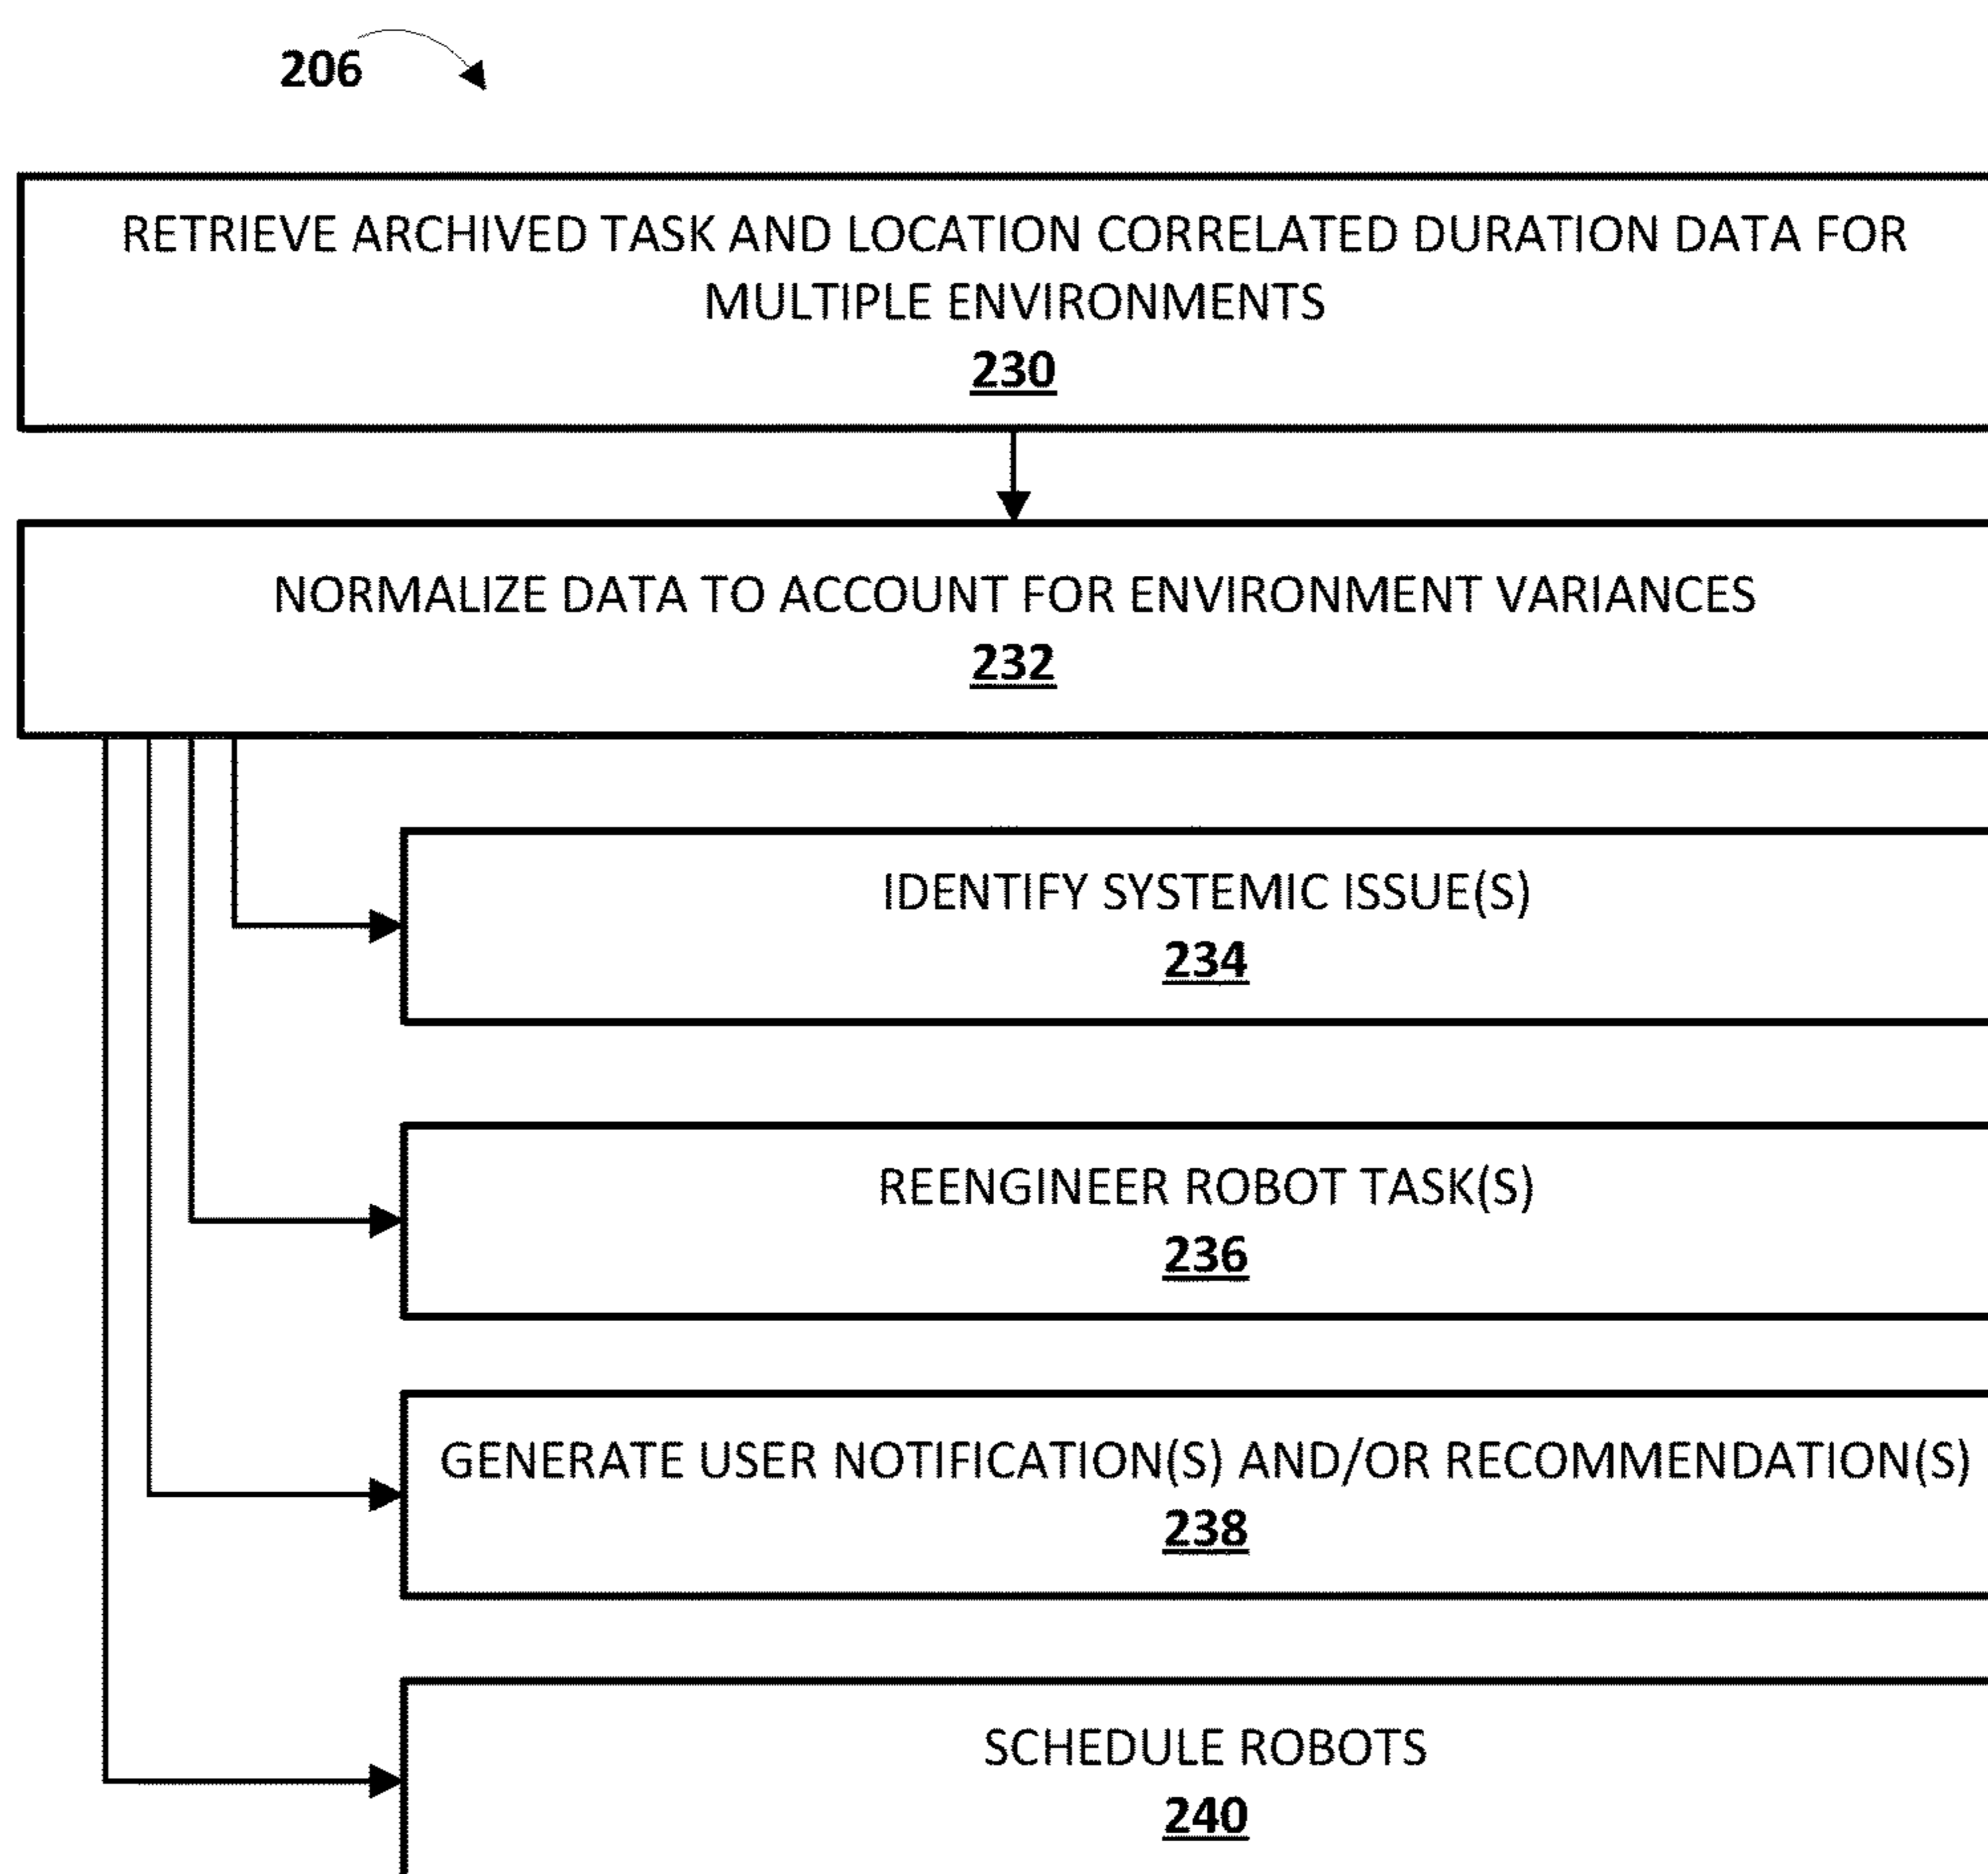 206
RETRIEVE ARCHIVED TASK AND LOCATION CORRELATED DURATION DATA FOR
MULTIPLE ENVIRONMENTS
230
NORMALIZE DATA TO ACCOUNT FOR ENVIRONMENT VARIANCES
232
IDENTIFY SYSTEMIC ISSUE(S)
234
REENGINEER ROBOT TASK(S)
236
GENERATE USER NOTIFICATION(S) AND/OR RECOMMENDATION(S)
238
SCHEDULE ROBOTS
240